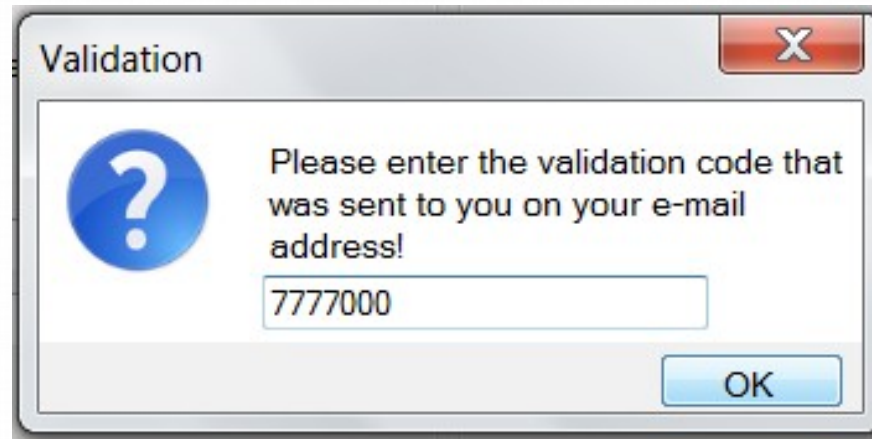 Validation
Please enter the validation code that
was sent to you on your e-mail
address!
7777000
OK